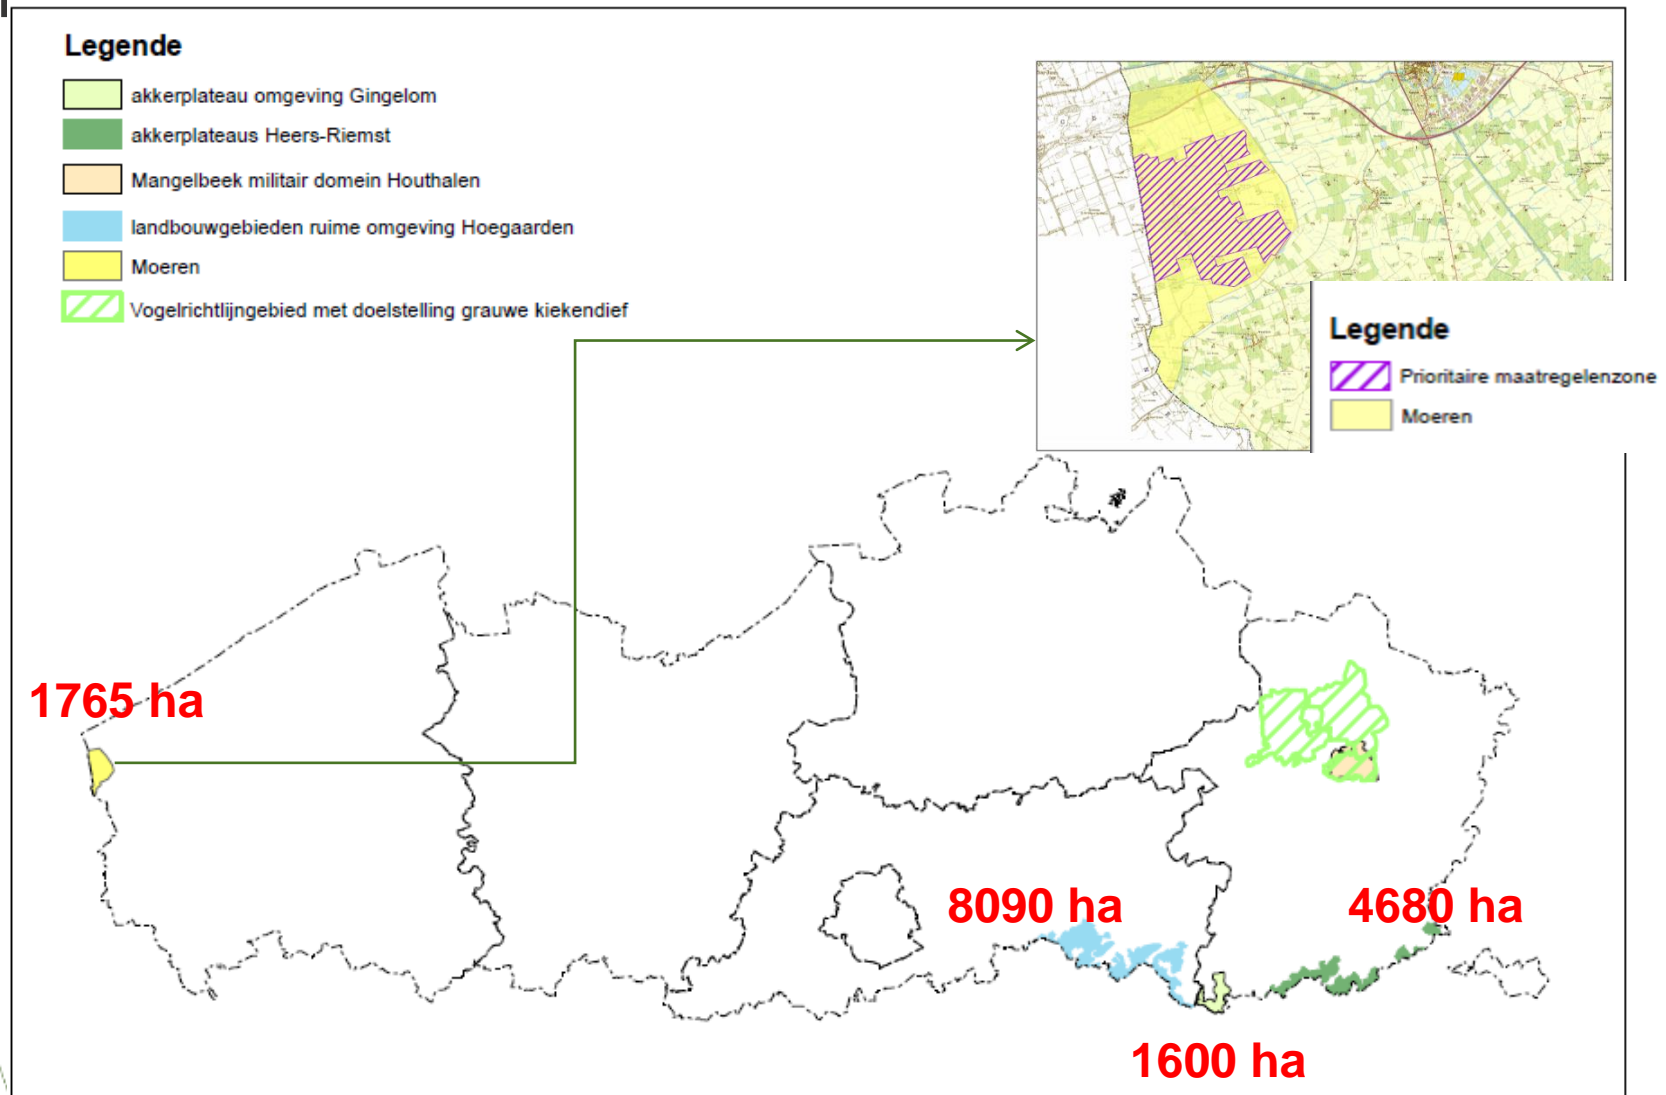 Legende
akkerplateau omgeving Gingelom
akkerplateaus Heers-Riemst
Mangelbeek militair domein Houthalen
landbouwgebieden ruime omgeving Hoegaarden
Moeren
Vogelrichtlijngebied met doelstelling grauwe kiekendief
Legende
Prioritaire maatregelenzone
Moeren
1765 ha
8090 ha
4680 ha
1600 ha